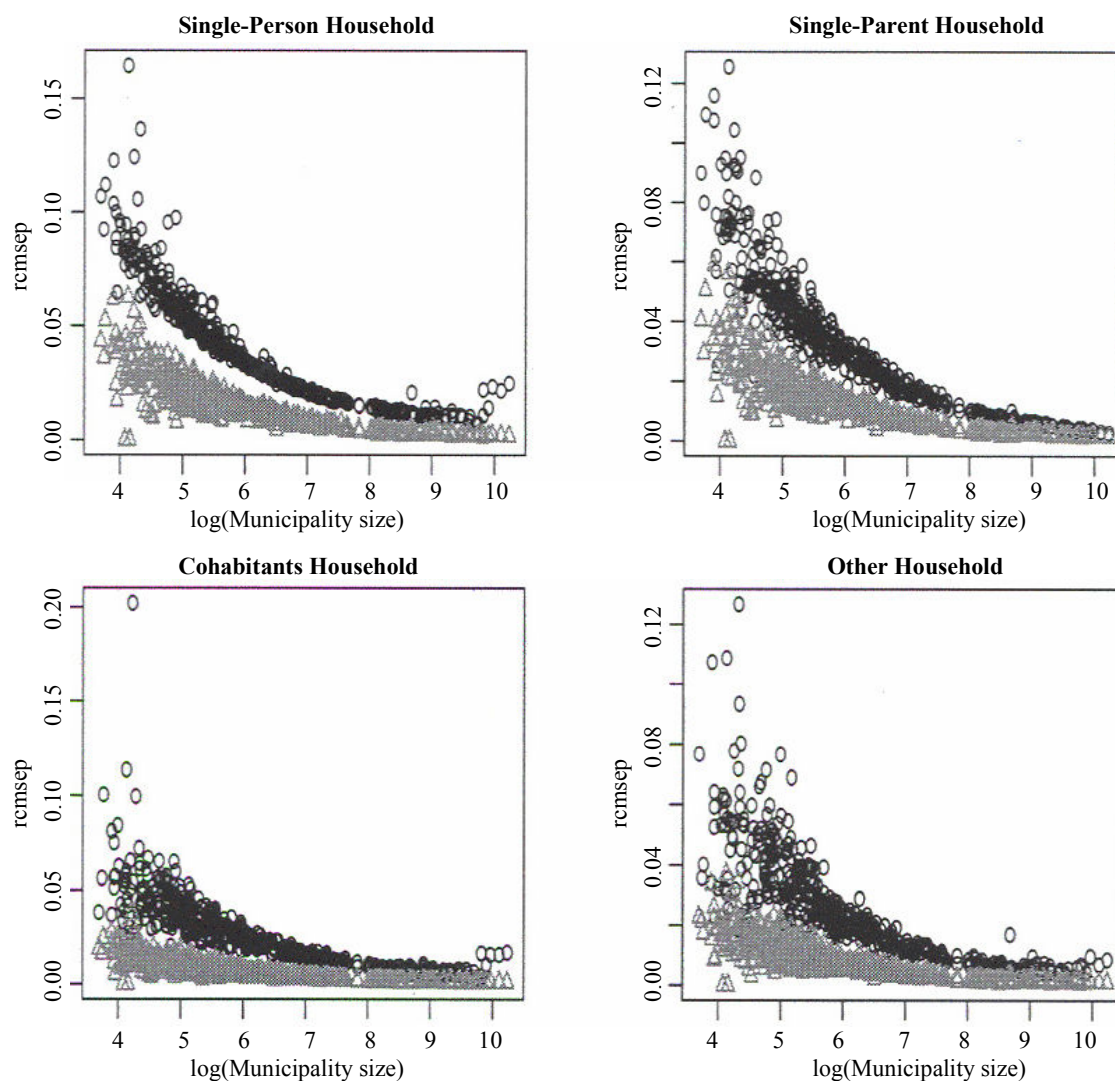 Single-Person Household
rcmsep
0.15
0.10
0.05
0.00
4 5 6 7 8 9 10
log(Municipality size)
Single-Parent Household
rcmsep
0.12
0.08
0.04
0.00
4 5 6 7 8 9 10
log(Municipality size)
Cohabitants Household
rcmsep
0.20
0.15
0.10
0.05
0.00
4 5 6 7 8 9 10
log(Municipality size)
Other Household
rcmsep
0.12
0.08
0.04
0.00
4 5 6 7 8 9 10
log(Municipality size)